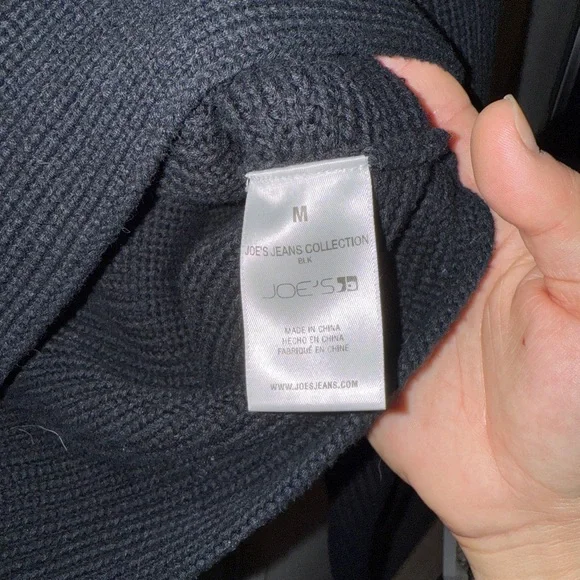 M
JOE'S JEANS COLLECTION
BLK
JOE'S
MADE IN CHINA
HECHO EN CHINA
FABRIQUÉ EN CHINE
WWW.JOESJEANS.COM